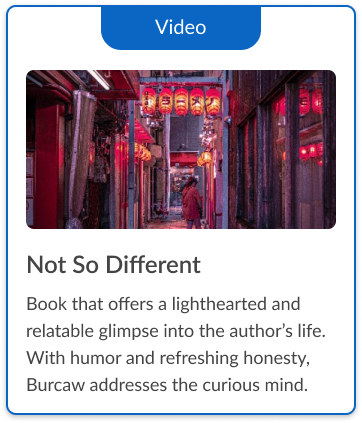 Video
Not So Different
Book that offers a lighthearted and
relatable glimpse into the author’s life.
With humor and refreshing honesty,
Burcaw addresses the curious mind.